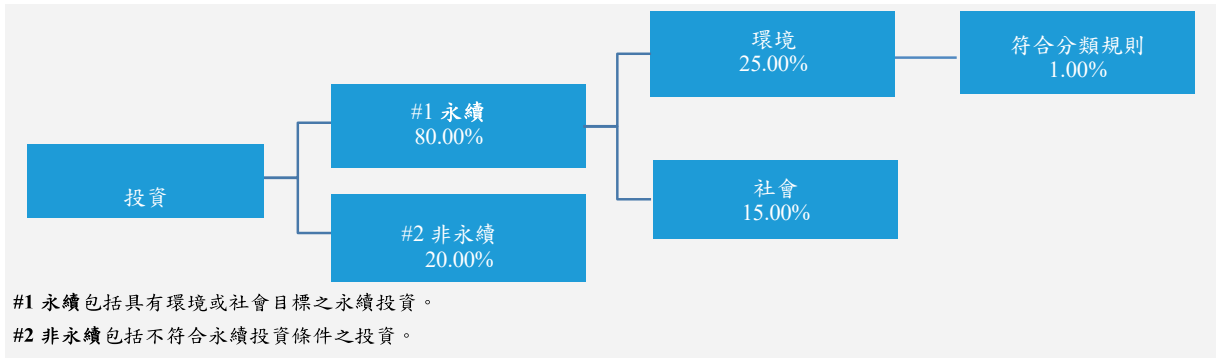 投資
#1 永續
80.00%
#2 非永續
20.00%
環境
25.00%
社會
15.00%
符合分類規則
1.00%
#1 永續包括具有環境或社會目標之永續投資。
#2 非永續包括不符合永續投資條件之投資。